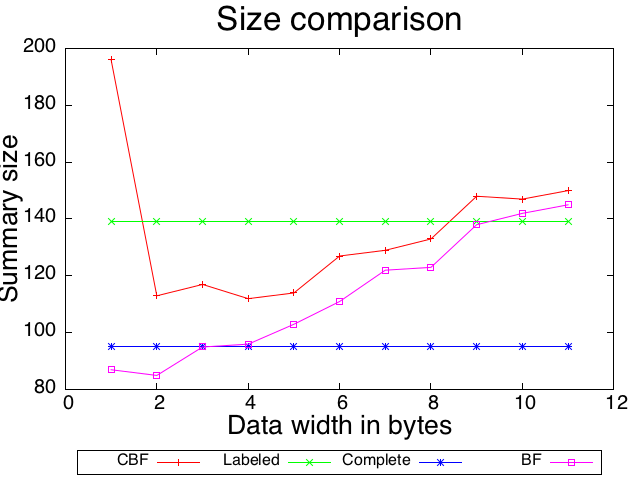 Size comparison
200
180
160
140
120
100
80
Summary size
0 2 4 6 8 10 12
Data width in bytes
CBF Labeled Complete BF